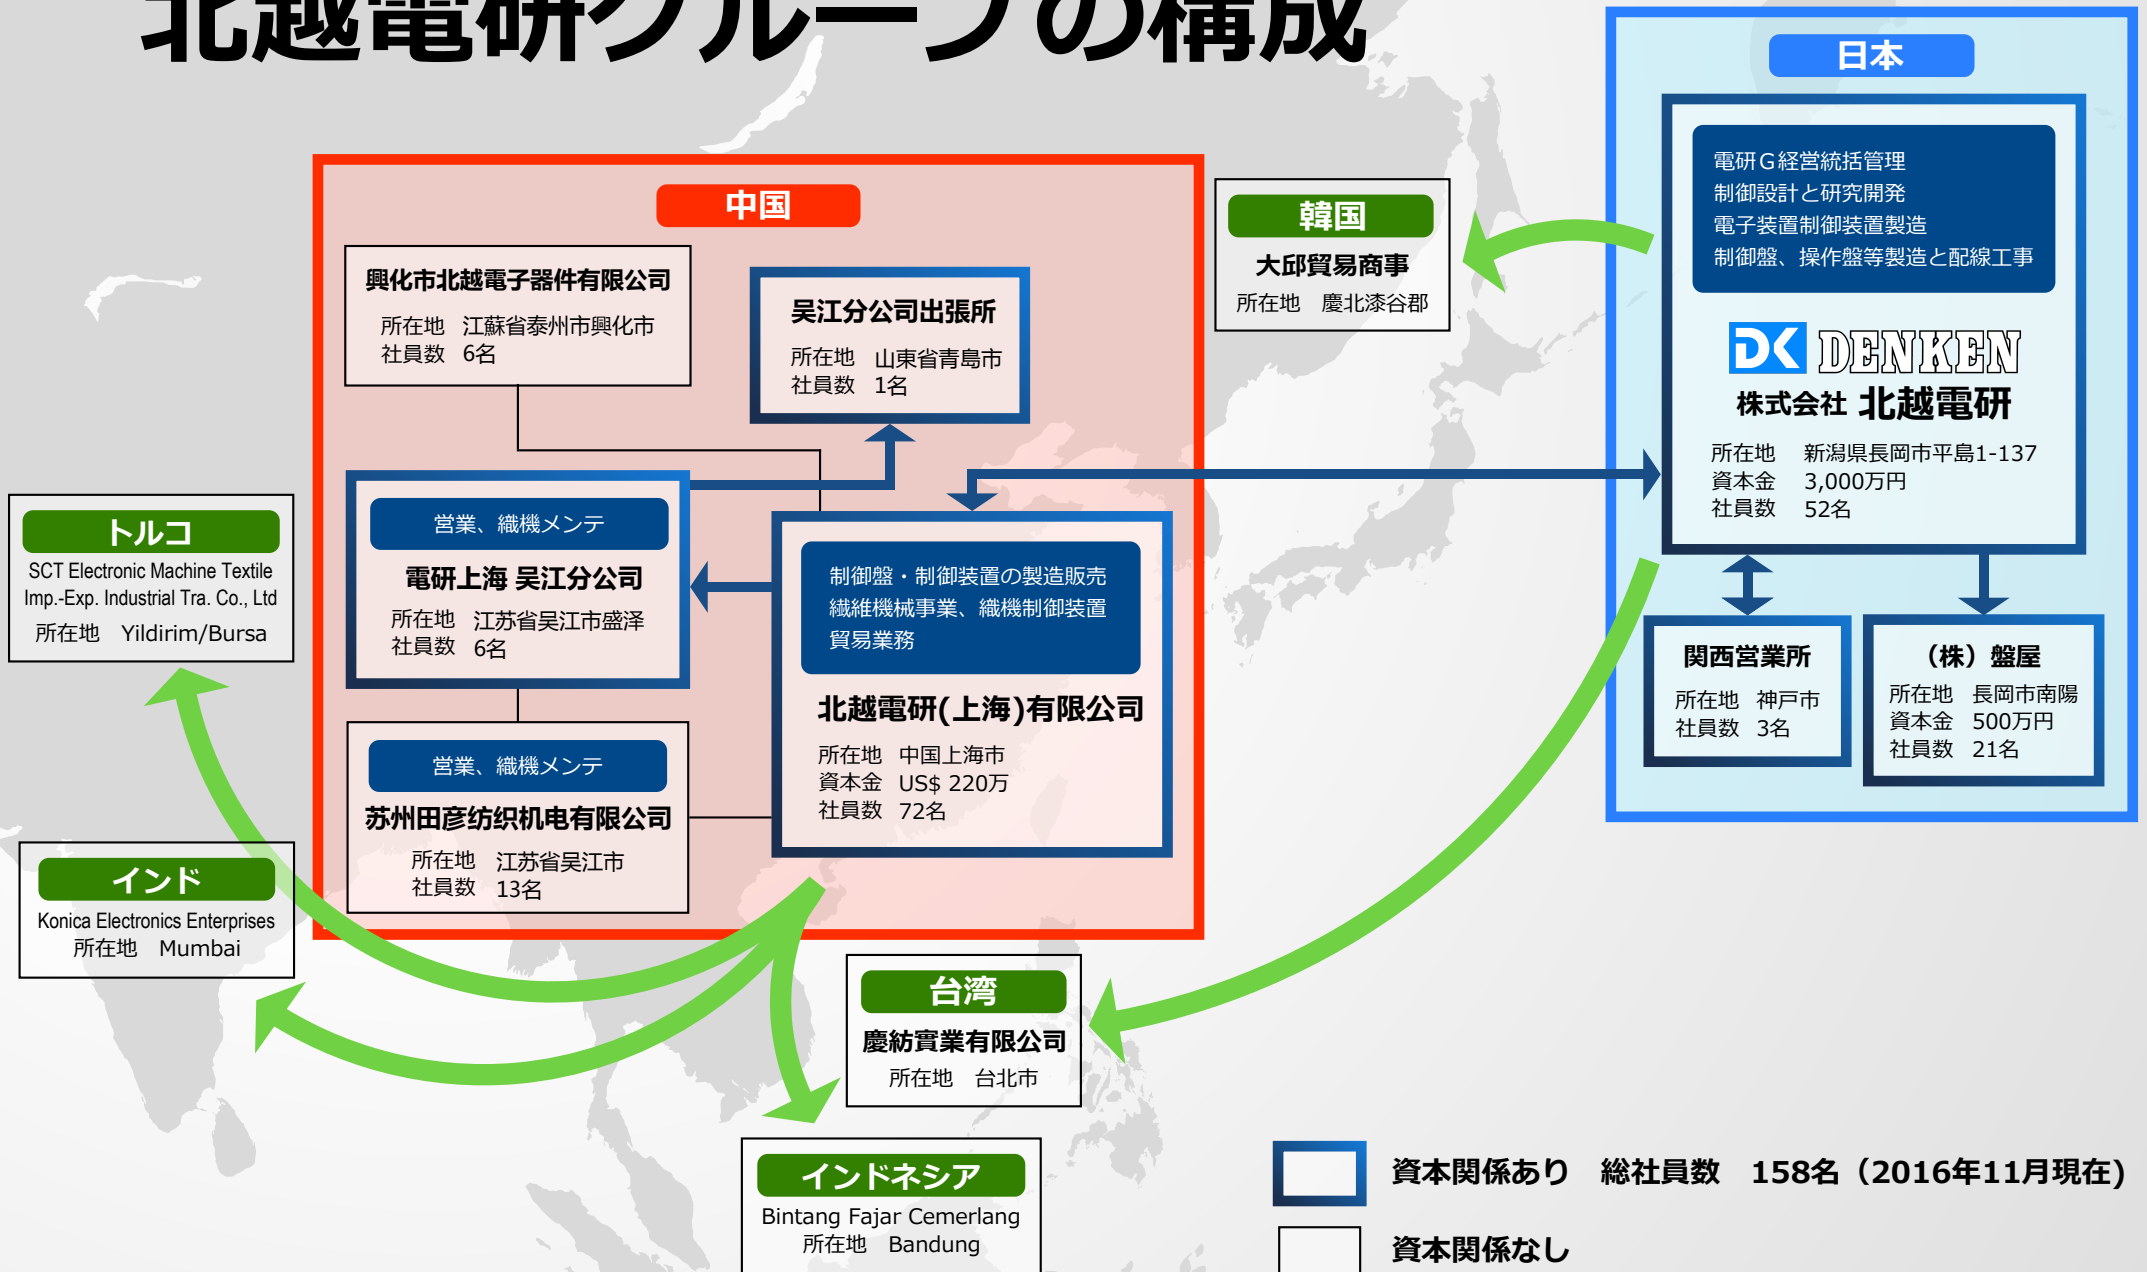 北越電研グループの構成
日本
電研G経営統括管理
制御設計と研究開発
電子装置制御装置製造
制御盤、操作盤等製造と配線工事
DK DENKEN
株式会社 北越電研
所在地 新潟県長岡市平島1-137
資本金 3,000万円
社員数 52名
関西営業所
所在地 神戸市
社員数 3名
（株）盤屋
所在地 長岡市南陽
資本金 500万円
社員数 21名
中国
興化市北越電子器件有限公司
所在地 江蘇省泰州市興化市
社員数 6名
吴江分公司出張所
所在地 山東省青島市
社員数 1名
営業、織機メンテ
電研上海 吴江分公司
所在地 江苏省吴江市盛泽
社員数 6名
制御盤・制御装置の製造販売
繊維機械事業、織機制御装置
貿易業務
北越電研(上海)有限公司
所在地 中国上海市
資本金 US$ 220万
社員数 72名
営業、織機メンテ
苏州田彦纺织机电有限公司
所在地 江苏省吴江市
社員数 13名
韓国
大邱貿易商事
所在地 慶北漆谷郡
トルコ
SCT Electronic Machine Textile
Imp.-Exp. Industrial Tra. Co., Ltd
所在地 Yildirim/Bursa
インド
Konica Electronics Enterprises
所在地 Mumbai
台湾
慶紡實業有限公司
所在地 台北市
インドネシア
Bintang Fajar Cemerlang
所在地 Bandung
資本関係あり 総社員数 158名（2016年11月現在)
資本関係なし